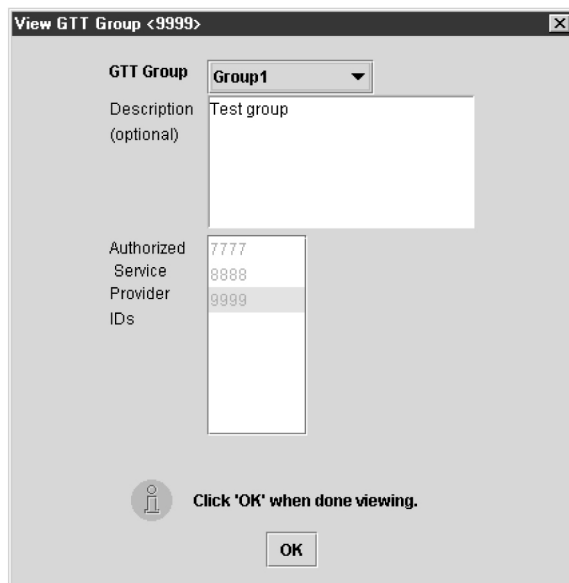 View GTT Group <9999>
GTT Group
Group1
Description
(optional)
Test group
Authorized
Service
Provider
IDs
7777
8888
9999
Click 'OK' when done viewing.
OK